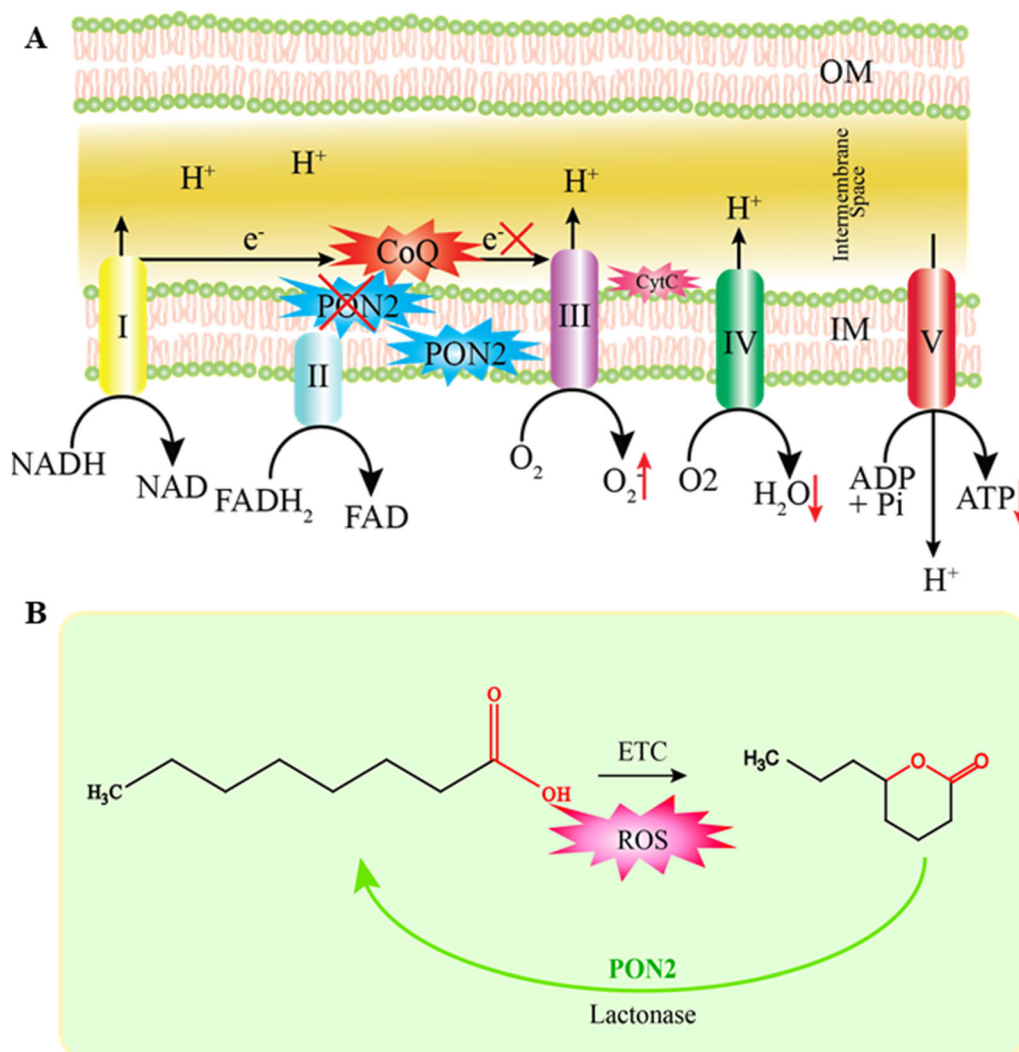 A
OM
H⁺
H⁺
H⁺
H⁺
Intermembrane
Space
e⁻
CoQ
e⁻
CytC
PON2
PON2
I
II
III
IV
IM
V
NADH
NAD
FADH₂
FAD
O₂
O₂⁻
O2
H₂O
ADP
+ Pi
ATP
H⁺
B
O
OH
H₃C
ETC
ROS
H₃C
O
O
PON2
Lactonase